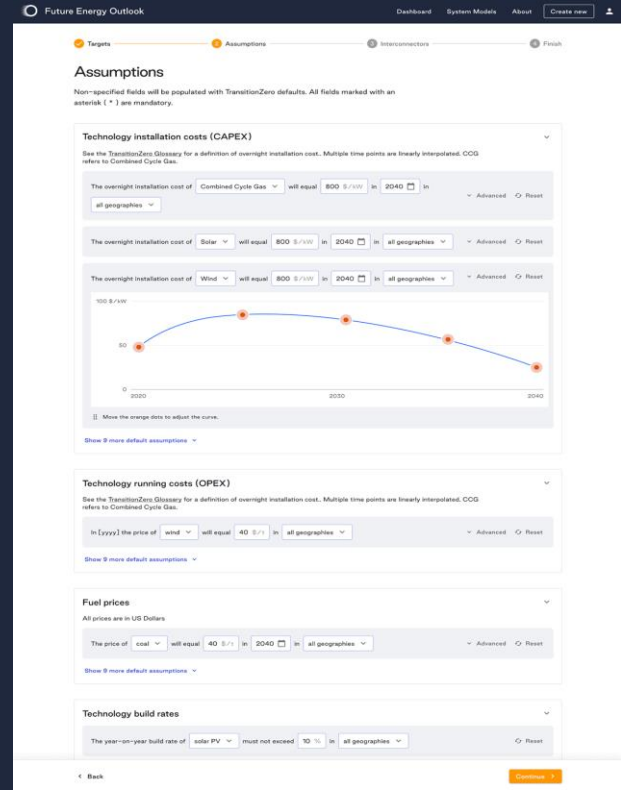 Future Energy Outlook
Dashboard System Models About Create new
Targets 2 Assumptions 3 Interconnectors 4 Finish
Assumptions
Non-specified fields will be populated with TransitionZero defaults. All fields marked with an
asterisk ( * ) are mandatory.
Technology installation costs (CAPEX)
See the TransitionZero Glossary for a definition of overnight installation cost.. Multiple time points are linearly interpolated. CCG
refers to Combined Cycle Gas.
The overnight installation cost of Combined Cycle Gas will equal 800 $/kW in 2040 in
all geographies
Advanced Reset
The overnight installation cost of Solar will equal 800 $/kW in 2040 in all geographies Advanced Reset
The overnight installation cost of Wind will equal 800 $/kW in 2040 in all geographies Advanced Reset
100 $/kW
50
0
2020 2030 2040
Move the orange dots to adjust the curve.
Show 9 more default assumptions
Technology running costs (OPEX)
See the TransitionZero Glossary for a definition of overnight installation cost.. Multiple time points are linearly interpolated. CCG
refers to Combined Cycle Gas.
In [yyyy] the price of wind will equal 40 $/t in all geographies Advanced Reset
Show 9 more default assumptions
Fuel prices
All prices are in US Dollars
The price of coal will equal 40 $/t in 2040 in all geographies Advanced Reset
Show 9 more default assumptions
Technology build rates
The year-on-year build rate of solar PV must not exceed 10 % in all geographies Reset
Back Continue